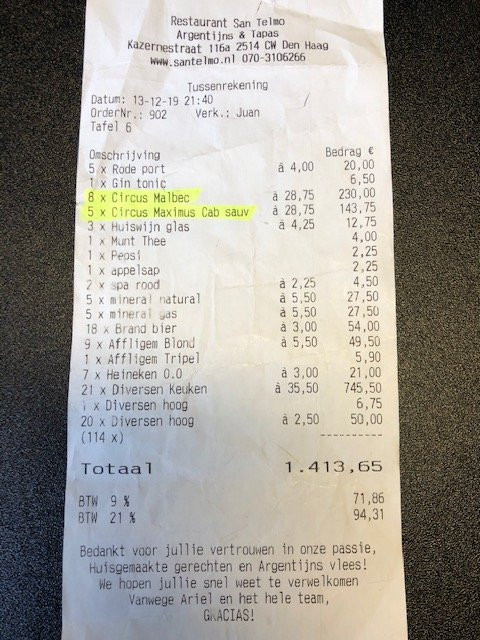 Restaurant San Telmo
Argentijns & Tapas
Kazernestraat 116a 2514 CW Den Haag
www.santelmo.nl 070-3106266
Tussenrekening
Datum: 13-12-19 21:40
OrderNr.: 902 Verk.: Juan
Tafel 6
Omschrijving Bedrag €
5 x Rode port à 4,00 20,00
1 x Gin tonic 6,50
8 x Circus Malbec à 28,75 230,00
5 x Circus Maximus Cab sauv à 28,75 143,75
3 x Huiswijn glas à 4,25 12,75
1 x Munt Thee 4,00
1 x Pepsi 2,25
1 x appelsap 2,25
2 x spa rood à 2,25 4,50
5 x mineral natural à 5,50 27,50
5 x mineral gas à 5,50 27,50
18 x Brand bier à 3,00 54,00
9 x Affligem Blond à 5,50 49,50
1 x Affligem Tripel 5,90
7 x Heineken 0.0 à 3,00 21,00
21 x Diversen Keuken à 35,50 745,50
1 x Diversen hoog 6,75
20 x Diversen hoog à 2,50 50,00
(114 x) ----------
Totaal 1.413,65
BTW 9 % 71,86
BTW 21 % 94,31
Bedankt voor jullie vertrouwen in onze passie,
Huisgemaakte gerechten en Argentijns vlees!
We hopen jullie snel weet te verwelkomen
Vanwege Ariel en het hele team,
GRACIAS!